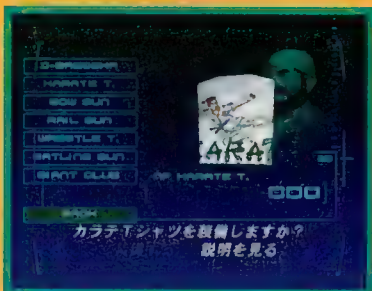 KARATE T.
BOW GUN
RAIL GUN
WRESTLE T.
GATLING GUN
GIANT CLUB
BACK
KARATE T.
000
カラテTシャツを装備しますか?
説明を見る